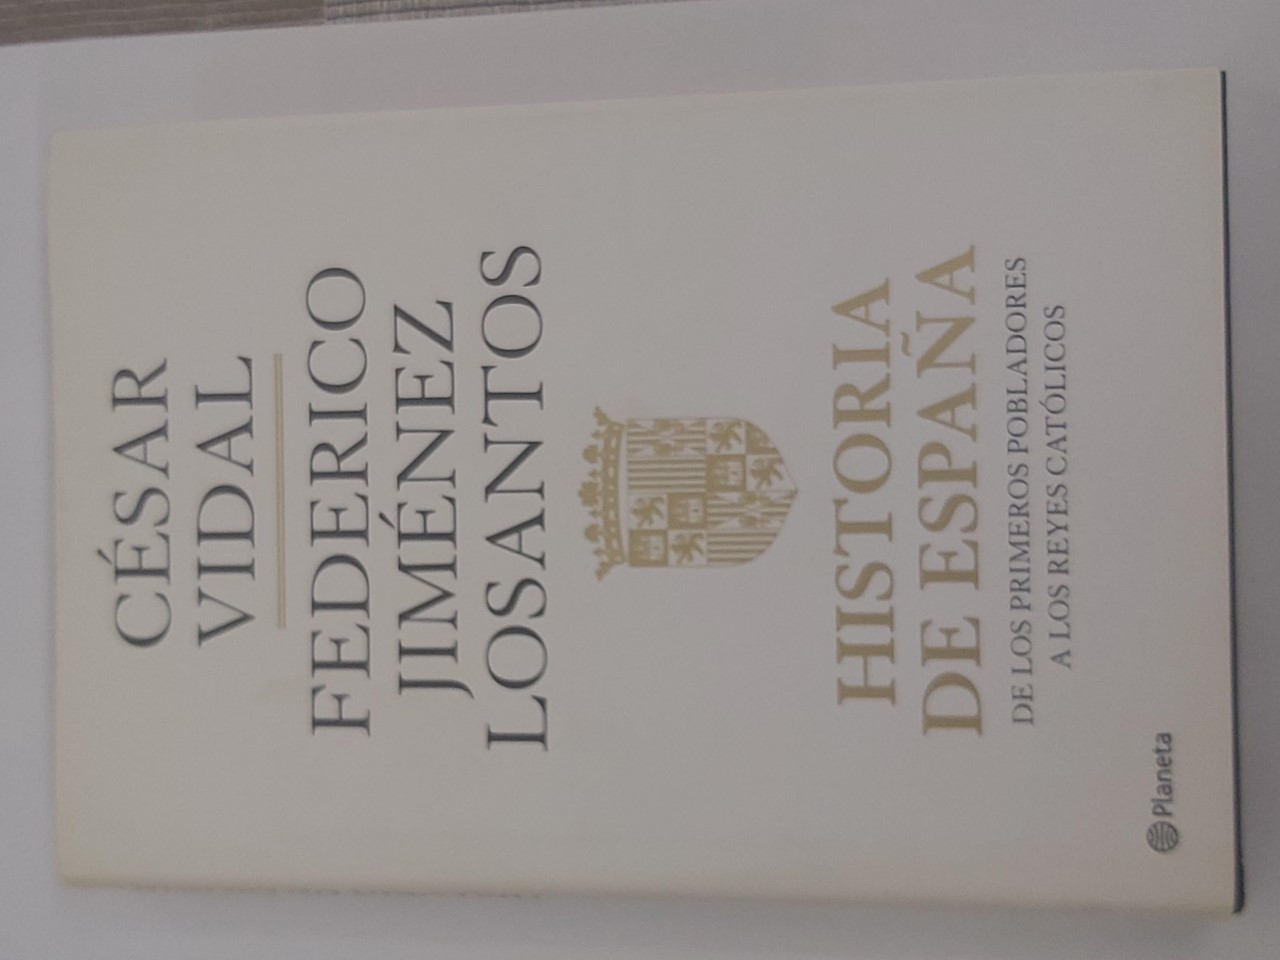 CÉSAR
VIDAL
FEDERICO
JIMÉNEZ
LOSANTOS
HISTORIA
DE ESPAÑA
DE LOS PRIMEROS POBLADORES
A LOS REYES CATÓLICOS
Planeta